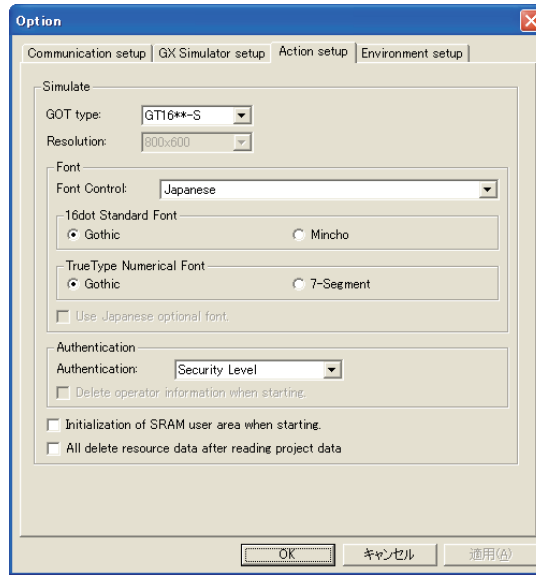 Option
Communication setup GX Simulator setup Action setup Environment setup
Simulate
GOT type: GT16**-S
Resolution: 800x600
Font
Font Control: Japanese
16dot Standard Font
Gothic Mincho
TrueType Numerical Font
Gothic 7-Segment
Use Japanese optional font.
Authentication
Authentication: Security Level
Delete operator information when starting.
Initialization of SRAM user area when starting.
All delete resource data after reading project data
OK キャンセル 適用(A)